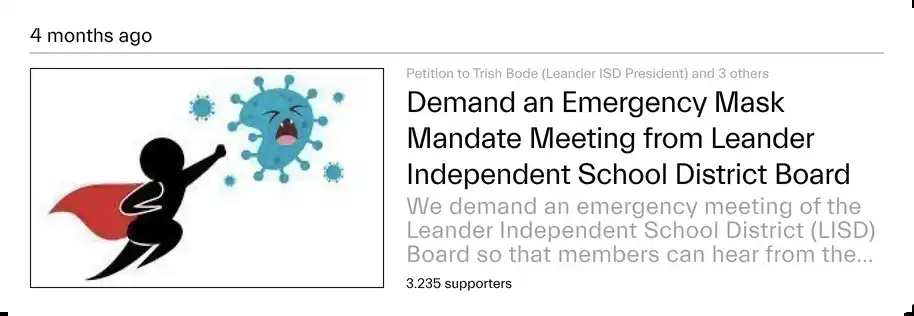 4 months ago
Petition to Trish Bode (Leander ISD President) and 3 others
Demand an Emergency Mask
Mandate Meeting from Leander
Independent School District Board
We demand an emergency meeting of the
Leander Independent School District (LISD)
Board so that members can hear from the...
3.235 supporters